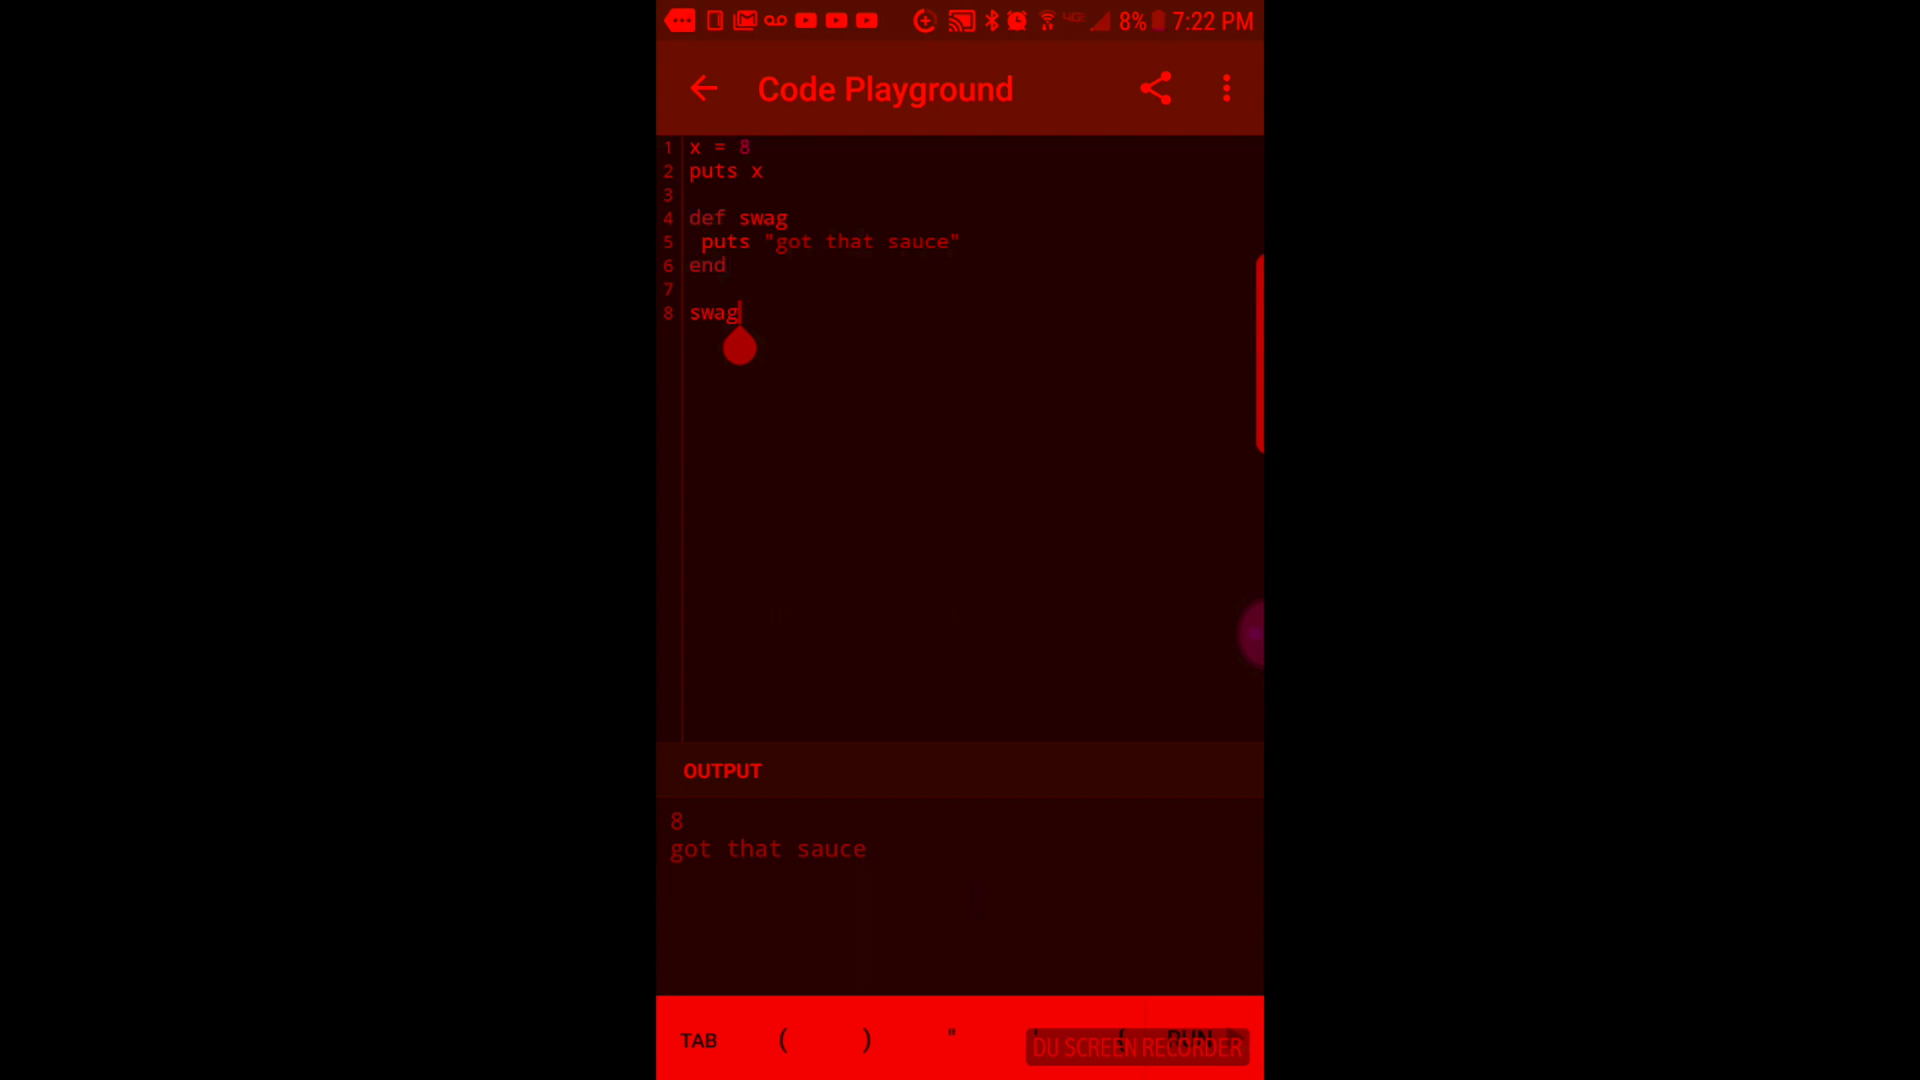 8% 7:22 PM
Code Playground
1 x = 8
2 puts x
3
4 def swag
5  puts "got that sauce"
6 end
7
8 swag
OUTPUT
8
got that sauce
TAB ( ) " ' { RUN
DU SCREEN RECORDER